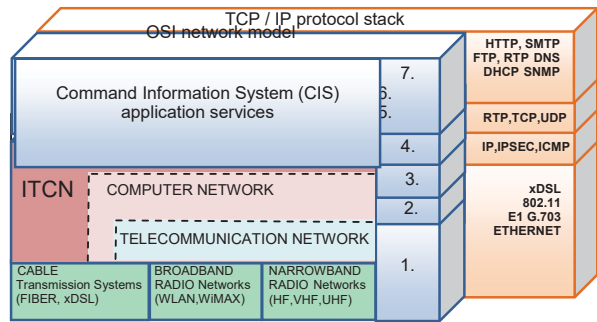 TCP / IP protocol stack
OSI network model
Command Information System (CIS)
application services
7.
6.
5.
4.
3.
2.
1.
HTTP, SMTP
FTP, RTP DNS
DHCP SNMP
RTP,TCP,UDP
IP,IPSEC,ICMP
xDSL
802.11
E1 G.703
ETHERNET
ITCN
COMPUTER NETWORK
TELECOMMUNICATION NETWORK
CABLE
Transmission Systems
(FIBER, xDSL)
BROADBAND
RADIO Networks
(WLAN,WiMAX)
NARROWBAND
RADIO Networks
(HF,VHF,UHF)